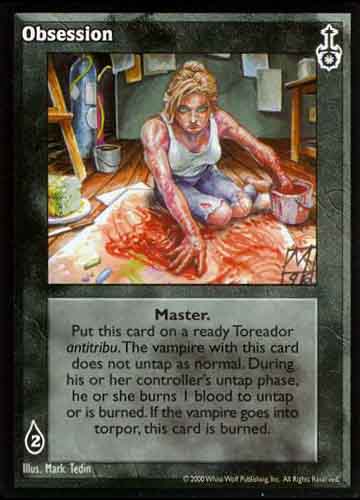 Obsession
Master.
Put this card on a ready Toreador
antitribu. The vampire with this card
does not untap as normal. During
his or her controller's untap phase,
he or she burns 1 blood to untap
or is burned. If the vampire goes into
torpor, this card is burned.
2
Illus. Mark Tedin
© 2000 White Wolf Publishing, Inc. All Rights Reserved.